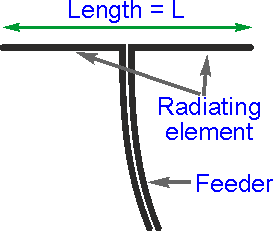 Length = L
Radiating
element
Feeder